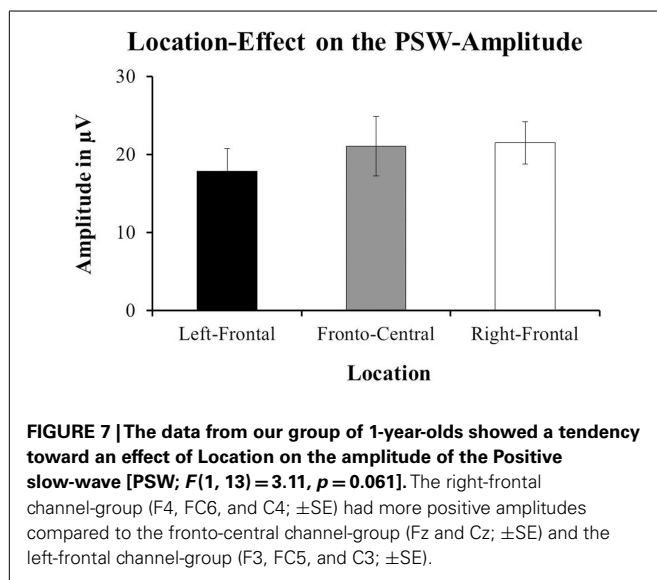 Location-Effect on the PSW-Amplitude
30
20
10
0
Amplitude in µV
Left-Frontal Fronto-Central Right-Frontal
Location
FIGURE 7 | The data from our group of 1-year-olds showed a tendency
toward an effect of Location on the amplitude of the Positive
slow-wave [PSW; F(1, 13) = 3.11, p = 0.061]. The right-frontal
channel-group (F4, FC6, and C4; ±SE) had more positive amplitudes
compared to the fronto-central channel-group (Fz and Cz; ±SE) and the
left-frontal channel-group (F3, FC5, and C3; ±SE).